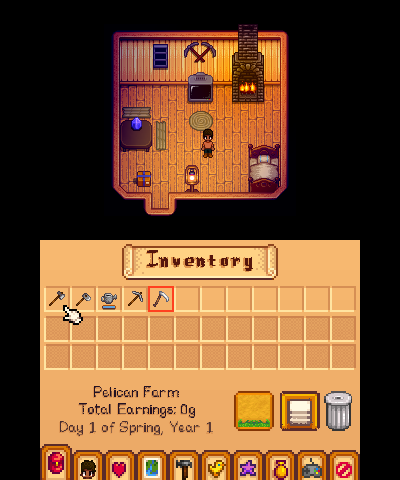 Inventory
Pelican Farm
Total Earnings: 0g
Day 1 of Spring, Year 1